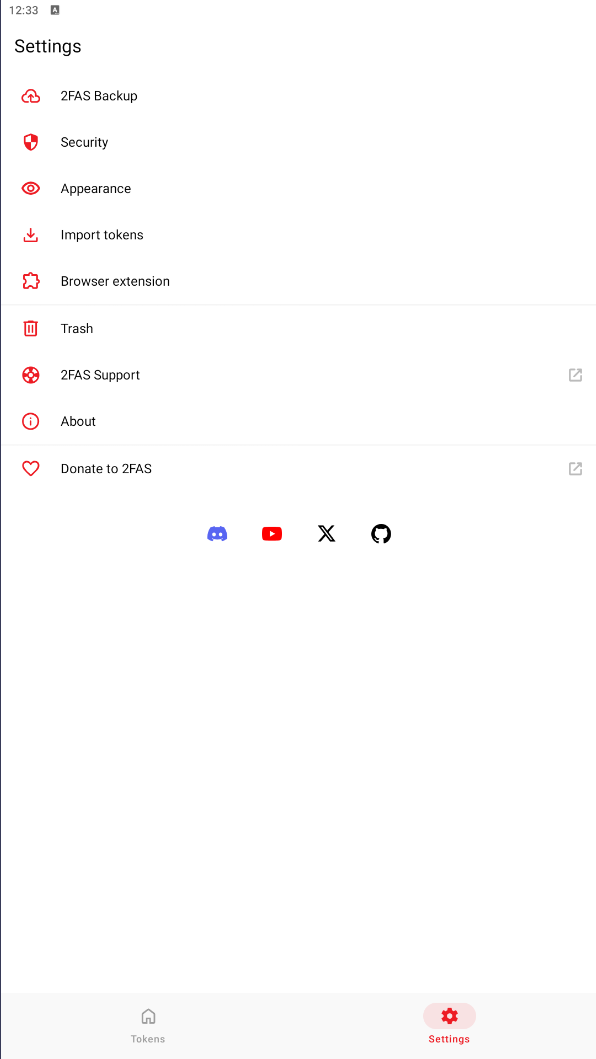 12:33
Settings
2FAS Backup
Security
Appearance
Import tokens
Browser extension
Trash
2FAS Support
About
Donate to 2FAS
Tokens
Settings